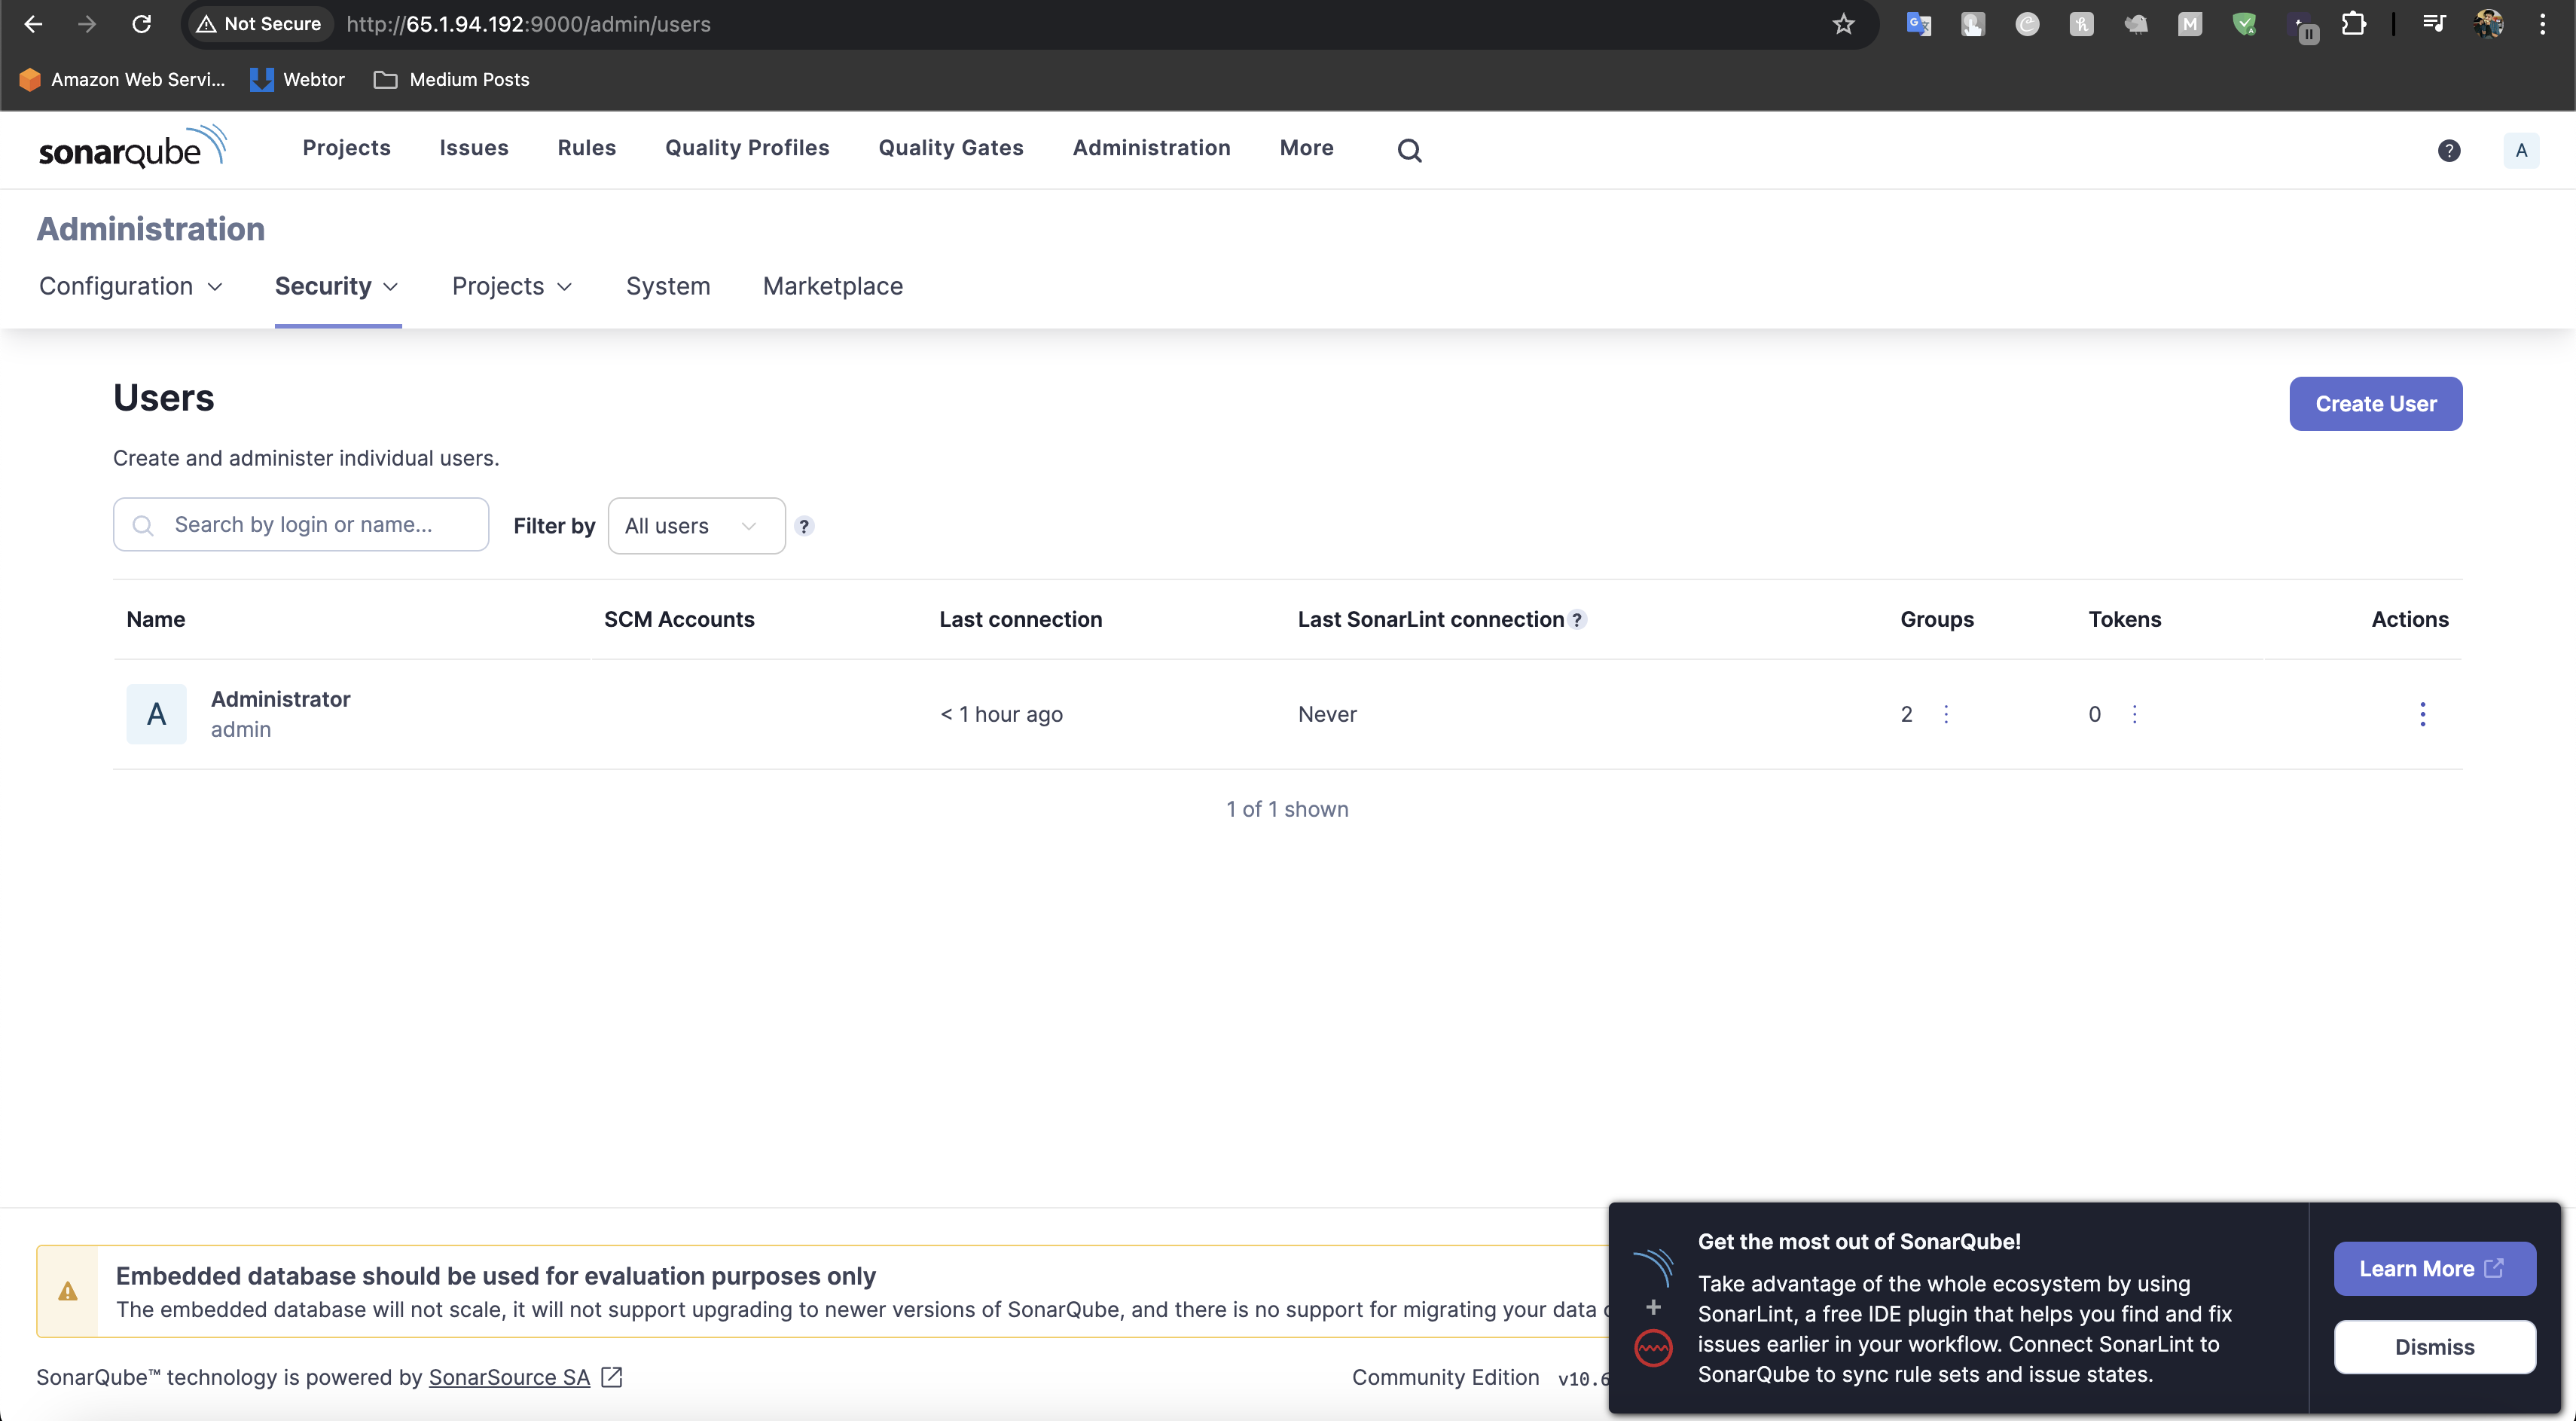 Not Secure http://65.1.94.192:9000/admin/users
Amazon Web Servi... Webtor Medium Posts
sonarqube Projects Issues Rules Quality Profiles Quality Gates Administration More ? A
Administration
Configuration Security Projects System Marketplace
Users
Create User
Create and administer individual users.
Search by login or name... Filter by All users ?
Name SCM Accounts Last connection Last SonarLint connection ? Groups Tokens Actions
A Administrator
admin
< 1 hour ago Never 2 0
1 of 1 shown
Embedded database should be used for evaluation purposes only
The embedded database will not scale, it will not support upgrading to newer versions of SonarQube, and there is no support for migrating your data
SonarQube™ technology is powered by SonarSource SA
Community Edition v10.6
Get the most out of SonarQube!
Take advantage of the whole ecosystem by using
SonarLint, a free IDE plugin that helps you find and fix
issues earlier in your workflow. Connect SonarLint to
SonarQube to sync rule sets and issue states.
Learn More
Dismiss